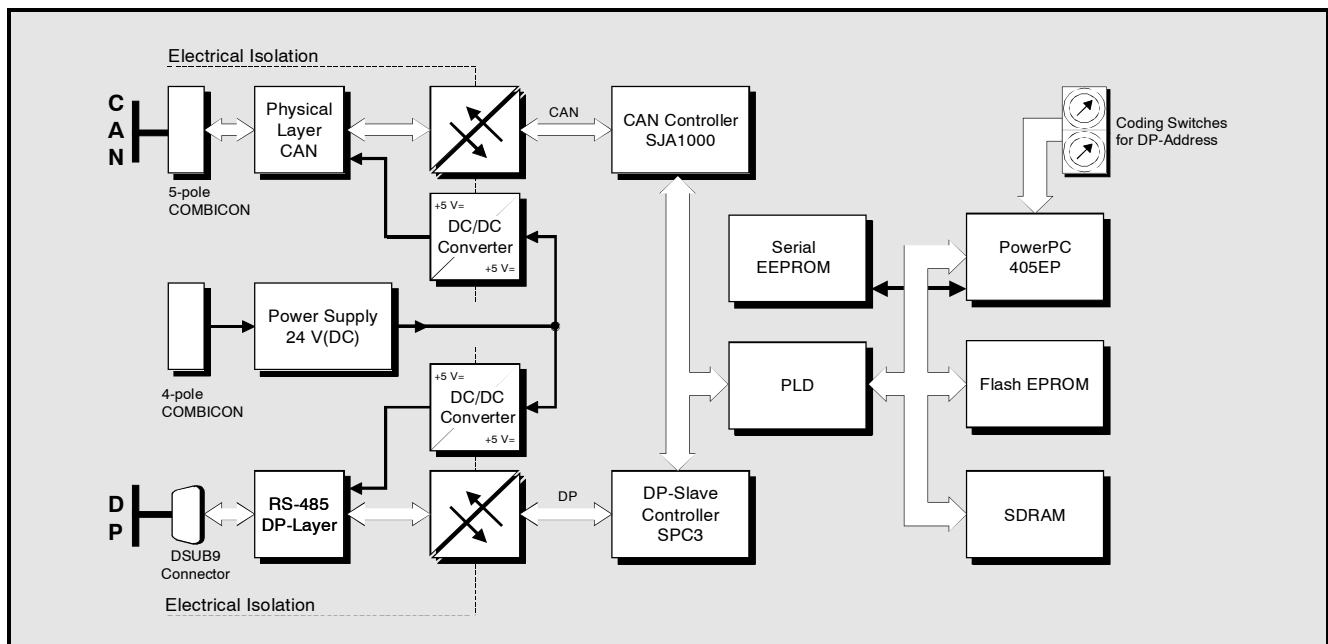 Electrical Isolation
C
A
N
5-pole
COMBICON
Physical
Layer
CAN
CAN
CAN Controller
SJA1000
Coding Switches
for DP-Address
+5 V=
DC/DC
Converter
+5 V=
Serial
EEPROM
PowerPC
405EP
4-pole
COMBICON
Power Supply
24 V(DC)
+5 V=
DC/DC
Converter
+5 V=
PLD
Flash EPROM
D
P
DSUB9
Connector
RS-485
DP-Layer
DP
DP-Slave
Controller
SPC3
SDRAM
Electrical Isolation